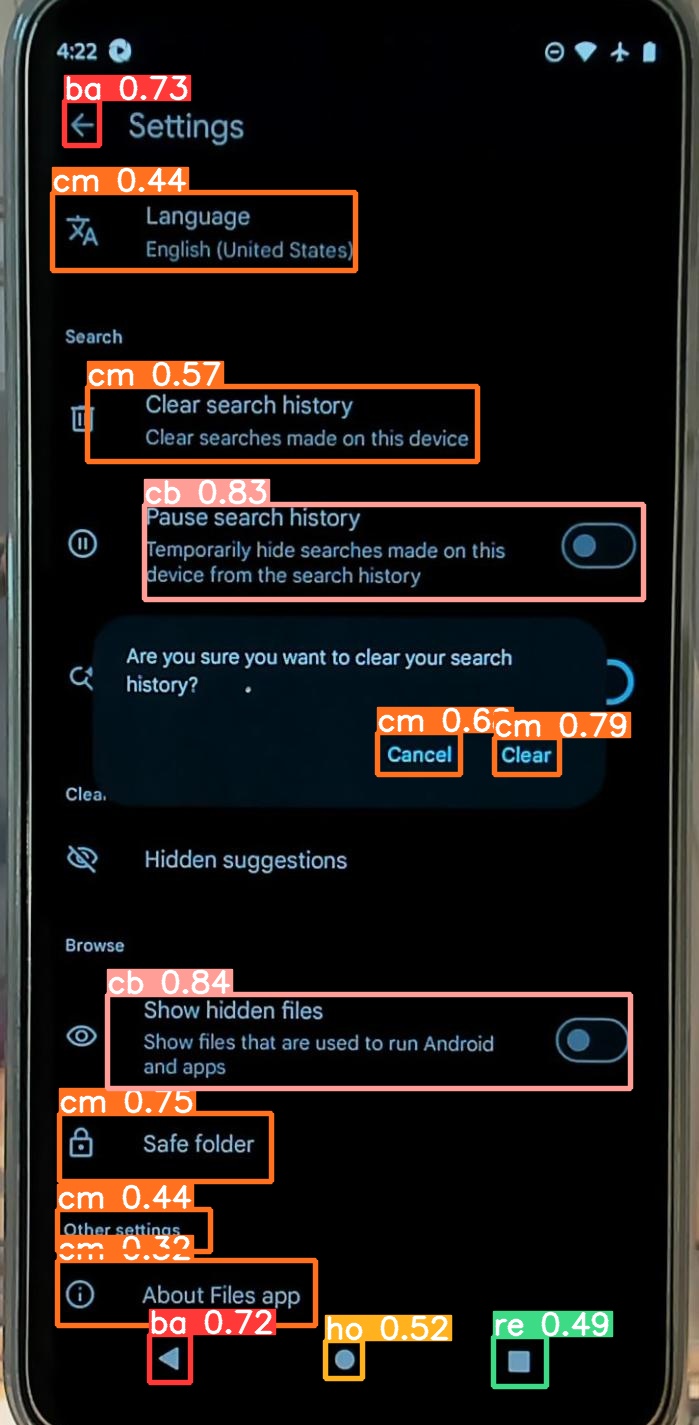 4:22
ba 0.73
Settings
cm 0.44
Language
English (United States)
Search
cm 0.57
Clear search history
Clear searches made on this device
cb 0.83
Pause search history
Temporarily hide searches made on this
device from the search history
Are you sure you want to clear your search
history?
cm 0.6
cm 0.79
Cancel
Clear
Clea
Hidden suggestions
Browse
cb 0.84
Show hidden files
Show files that are used to run Android
and apps
cm 0.75
Safe folder
cm 0.44
Other settings
cm 0.32
About Files app
ba 0.72
ho 0.52
re 0.49